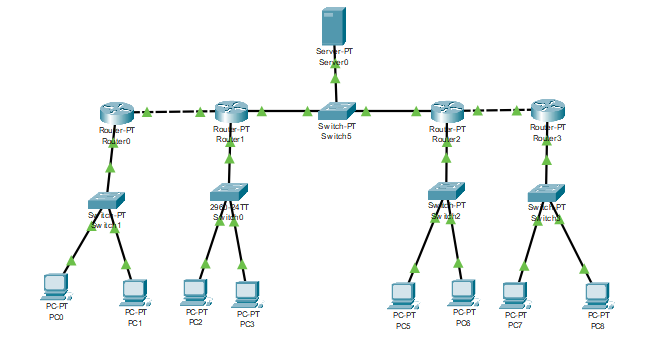 Server-PT
Server0
Router-PT
Router0
Router-PT
Router1
Switch-PT
Switch5
Router-PT
Router2
Router-PT
Router3
Switch-PT
Switch1
2960-24TT
Switch0
Switch-PT
Switch2
Switch-PT
PC-PT
PC0
PC-PT
PC1
PC-PT
PC2
PC-PT
PC3
PC-PT
PC5
PC-PT
PC6
PC-PT
PC7
PC-PT
PC8